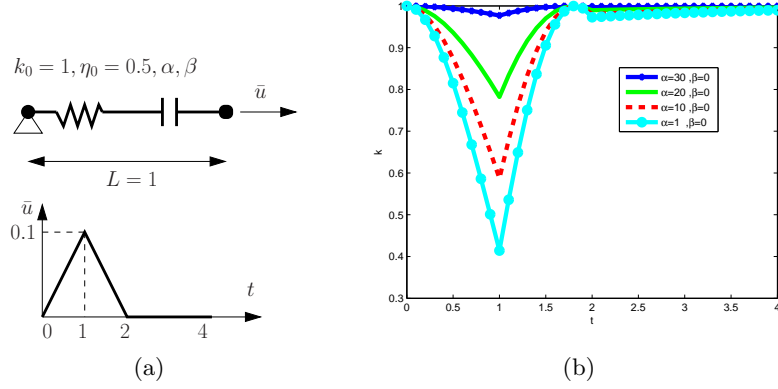 k₀ = 1, η₀ = 0.5, α, β
ū
L = 1
ū
0.1
t
0 1 2 4
(a)
1
0.9
0.8
0.7
0.6
0.5
0.4
0.3
k
0 0.5 1 1.5 2 2.5 3 3.5 4
t
α=30 ,β=0
α=20 ,β=0
α=10 ,β=0
α=1 ,β=0
(b)